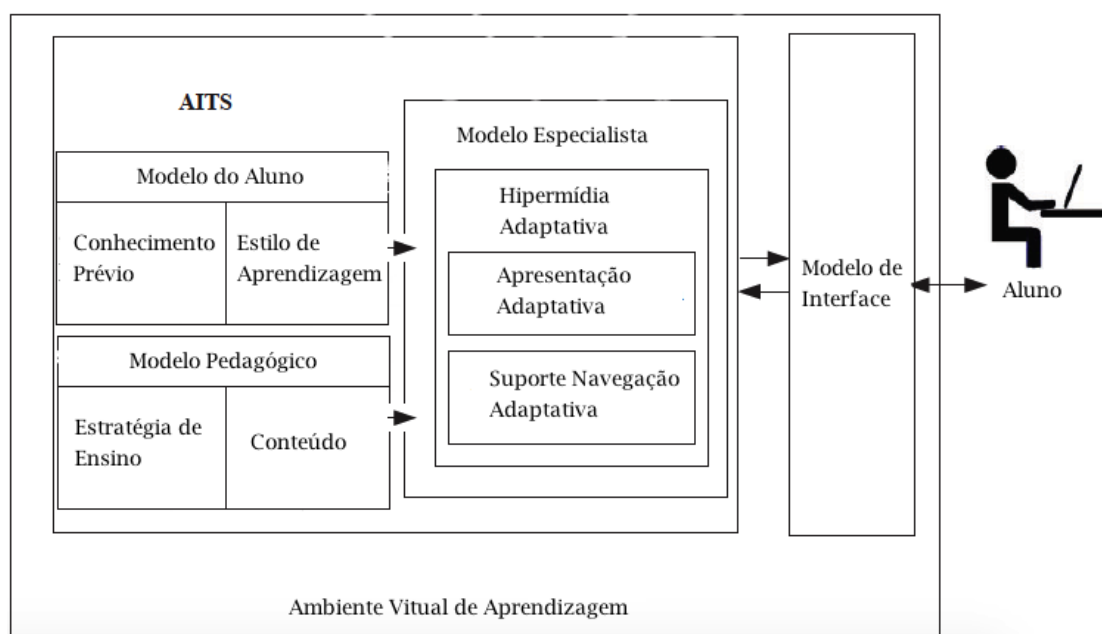 AITS
Modelo do Aluno
Conhecimento
Prévio
Estilo de
Aprendizagem
Modelo Pedagógico
Estratégia de
Ensino
Conteúdo
Modelo Especialista
Hipermídia
Adaptativa
Apresentação
Adaptativa
Suporte Navegação
Adaptativa
Modelo de
Interface
Aluno
Ambiente Vitual de Aprendizagem